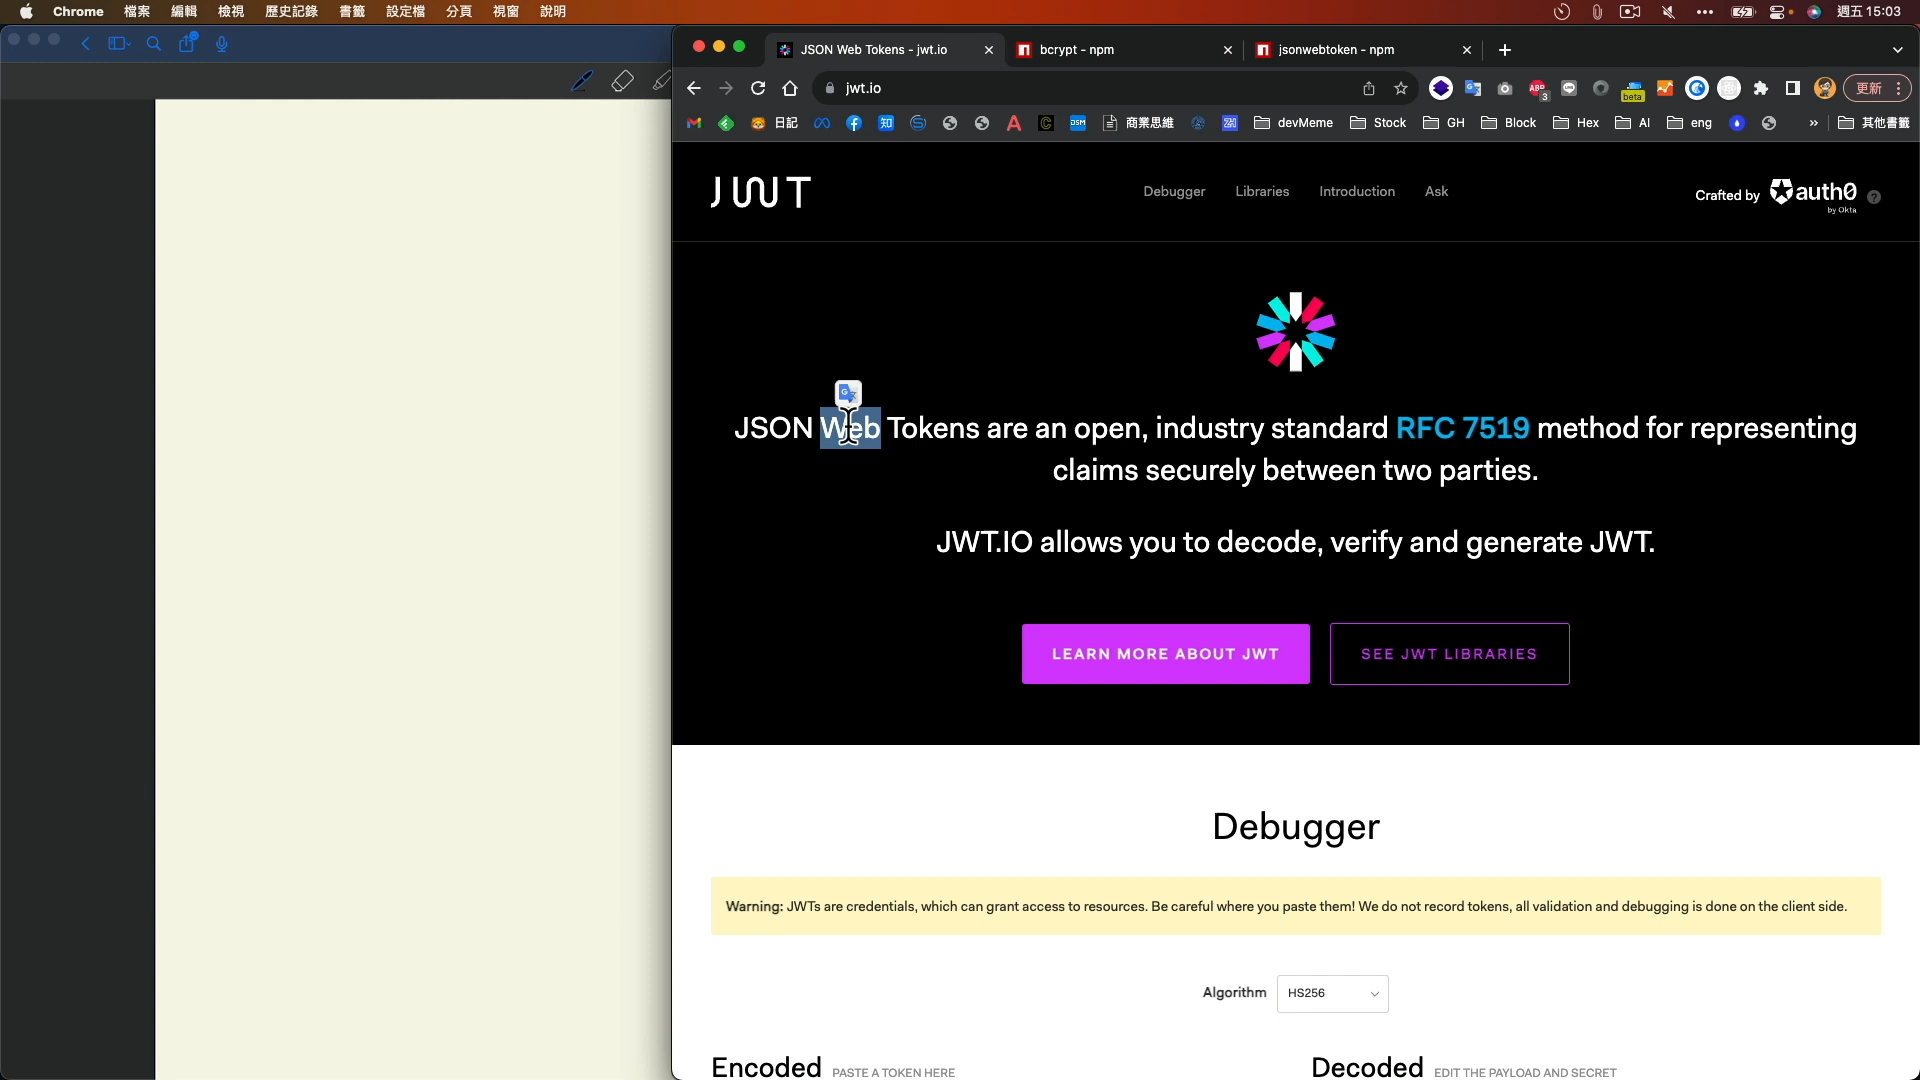 Chrome 檔案 編輯 檢視 歷史記錄 書籤 設定檔 分頁 視窗 說明 週五 15:03
JSON Web Tokens - jwt.io bcrypt - npm jsonwebtoken - npm
jwt.io ABP 3 beta 更新
日記 知 DSM 商業思維 devMeme Stock GH Block Hex AI eng » 其他書籤
JWT
Debugger Libraries Introduction Ask
Crafted by auth0
by Okta
JSON Web Tokens are an open, industry standard RFC 7519 method for representing
claims securely between two parties.
JWT.IO allows you to decode, verify and generate JWT.
LEARN MORE ABOUT JWT SEE JWT LIBRARIES
Debugger
Warning: JWTs are credentials, which can grant access to resources. Be careful where you paste them! We do not record tokens, all validation and debugging is done on the client side.
Algorithm HS256
Encoded PASTE A TOKEN HERE
Decoded EDIT THE PAYLOAD AND SECRET